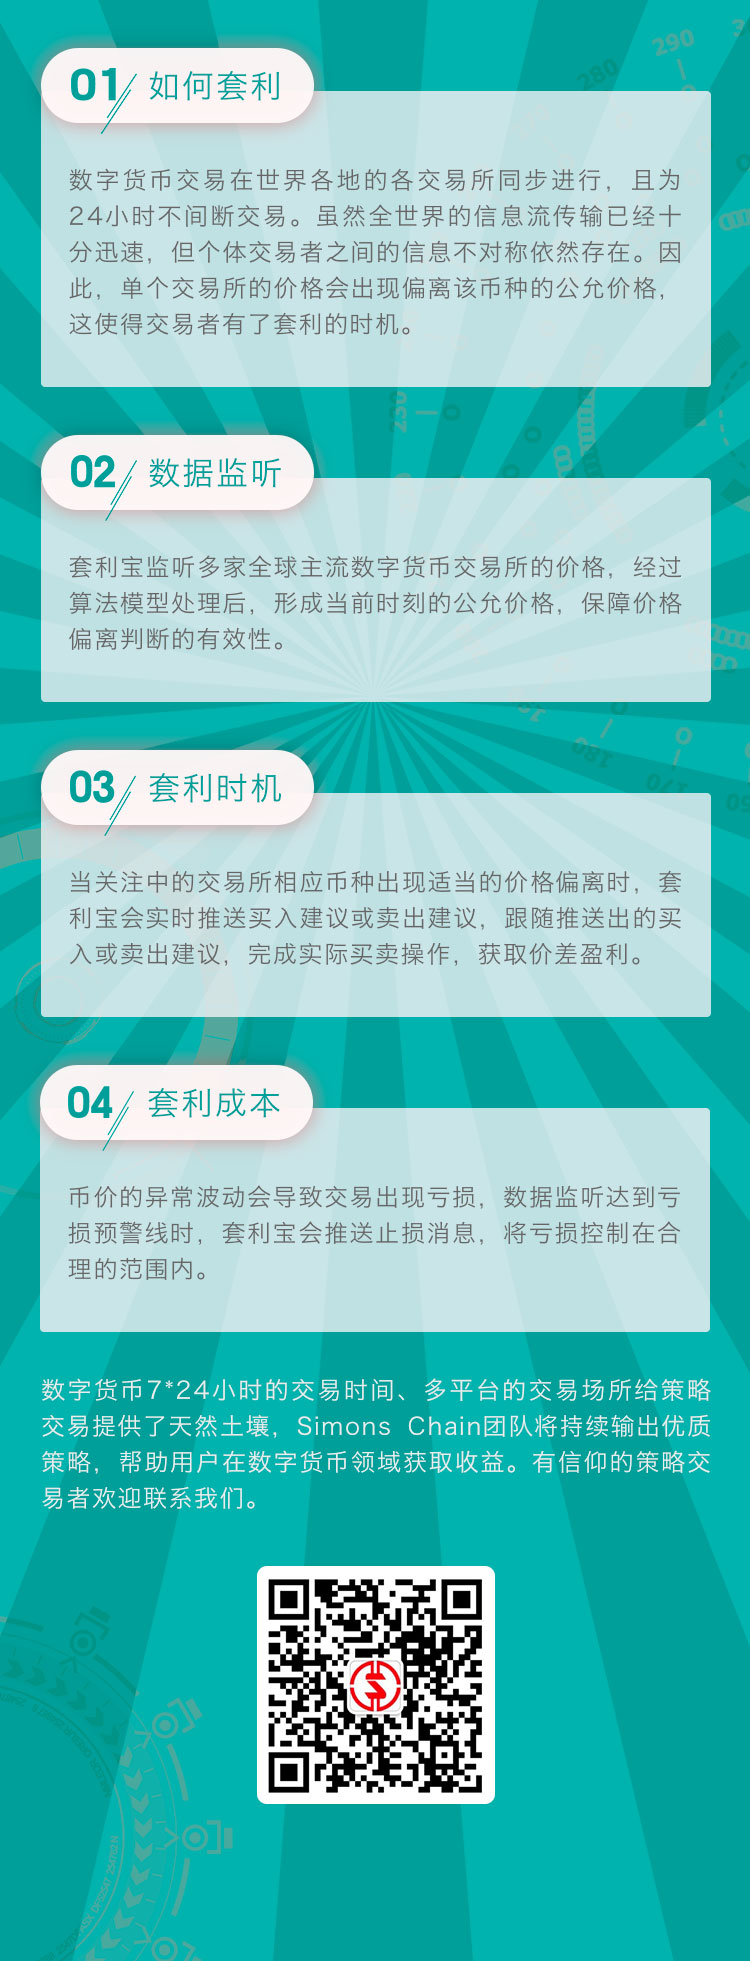 290
280
01 如何套利
数字货币交易在世界各地的各交易所同步进行，且为
24小时不间断交易。虽然全世界的信息流传输已经十
分迅速，但个体交易者之间的信息不对称依然存在。因
此，单个交易所的价格会出现偏离该币种的公允价格，
这使得交易者有了套利的时机。
230
02 数据监听
套利宝监听多家全球主流数字货币交易所的价格，经过
算法模型处理后，形成当前时刻的公允价格，保障价格
偏离判断的有效性。
180
170
03 套利时机
当关注中的交易所相应币种出现适当的价格偏离时，套
利宝会实时推送买入建议或卖出建议，跟随推送出的买
入或卖出建议，完成实际买卖操作，获取价差盈利。
04 套利成本
币价的异常波动会导致交易出现亏损，数据监听达到亏
损预警线时，套利宝会推送止损消息，将亏损控制在合
理的范围内。
数字货币7*24小时的交易时间、多平台的交易场所给策略
交易提供了天然土壤，Simons Chain团队将持续输出优质
策略，帮助用户在数字货币领域获取收益。有信仰的策略交
易者欢迎联系我们。